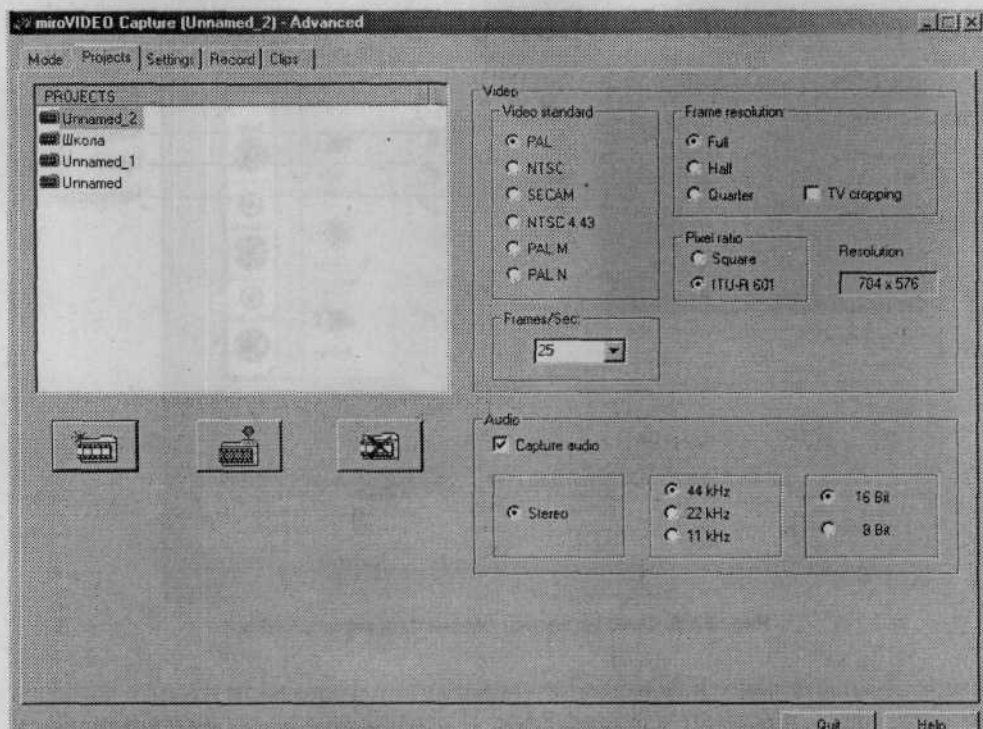 miroVIDEO Capture (Unnamed_2) - Advanced
Mode Projects Settings Record Clips
PROJECTS
Unnamed_2
Школа
Unnamed_1
Unnamed
Video
Video standard
PAL
NTSC
SECAM
NTSC 4.43
PAL M
PAL N
Frames/Sec:
25
Frame resolution
Full
Half
Quarter
TV cropping
Pixel ratio
Square
ITU-R 601
Resolution
704 x 576
Audio
Capture audio
Stereo
44 kHz
22 kHz
11 kHz
16 Bit
8 Bit
Quit
Help